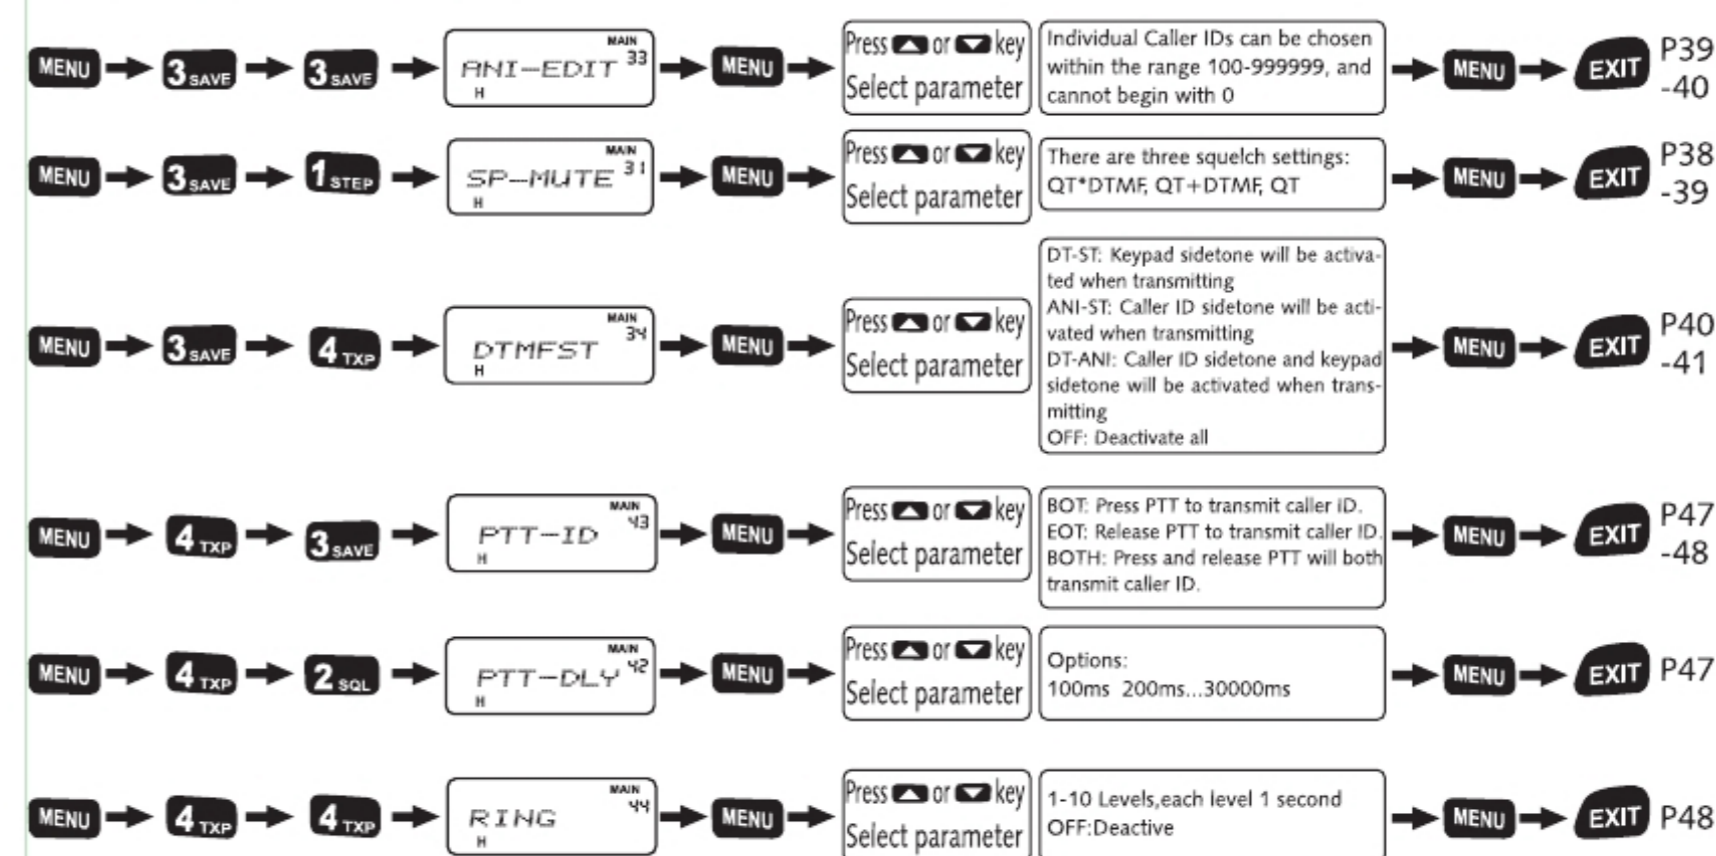 MENU 3 SAVE 3 SAVE MAIN ANI-EDIT 33 H MENU Press or key Select parameter
Individual Caller IDs can be chosen
within the range 100-999999, and
cannot begin with 0
MENU EXIT P39
-40
MENU 3 SAVE 1 STEP MAIN SP-MUTE 31 H MENU Press or key Select parameter
There are three squelch settings:
QT*DTMF, QT+DTMF, QT
MENU EXIT P38
-39
MENU 3 SAVE 4 TXP MAIN DTMFST 34 H MENU Press or key Select parameter
DT-ST: Keypad sidetone will be activa-
ted when transmitting
ANI-ST: Caller ID sidetone will be acti-
vated when transmitting
DT-ANI: Caller ID sidetone and keypad
sidetone will be activated when trans-
mitting
OFF: Deactivate all
MENU EXIT P40
-41
MENU 4 TXP 3 SAVE MAIN PTT-ID 43 H MENU Press or key Select parameter
BOT: Press PTT to transmit caller ID.
EOT: Release PTT to transmit caller ID.
BOTH: Press and release PTT will both
transmit caller ID.
MENU EXIT P47
-48
MENU 4 TXP 2 SQL MAIN PTT-DLY 42 H MENU Press or key Select parameter
Options:
100ms 200ms...30000ms
MENU EXIT P47
MENU 4 TXP 4 TXP MAIN RING 44 H MENU Press or key Select parameter
1-10 Levels,each level 1 second
OFF:Deactive
MENU EXIT P48